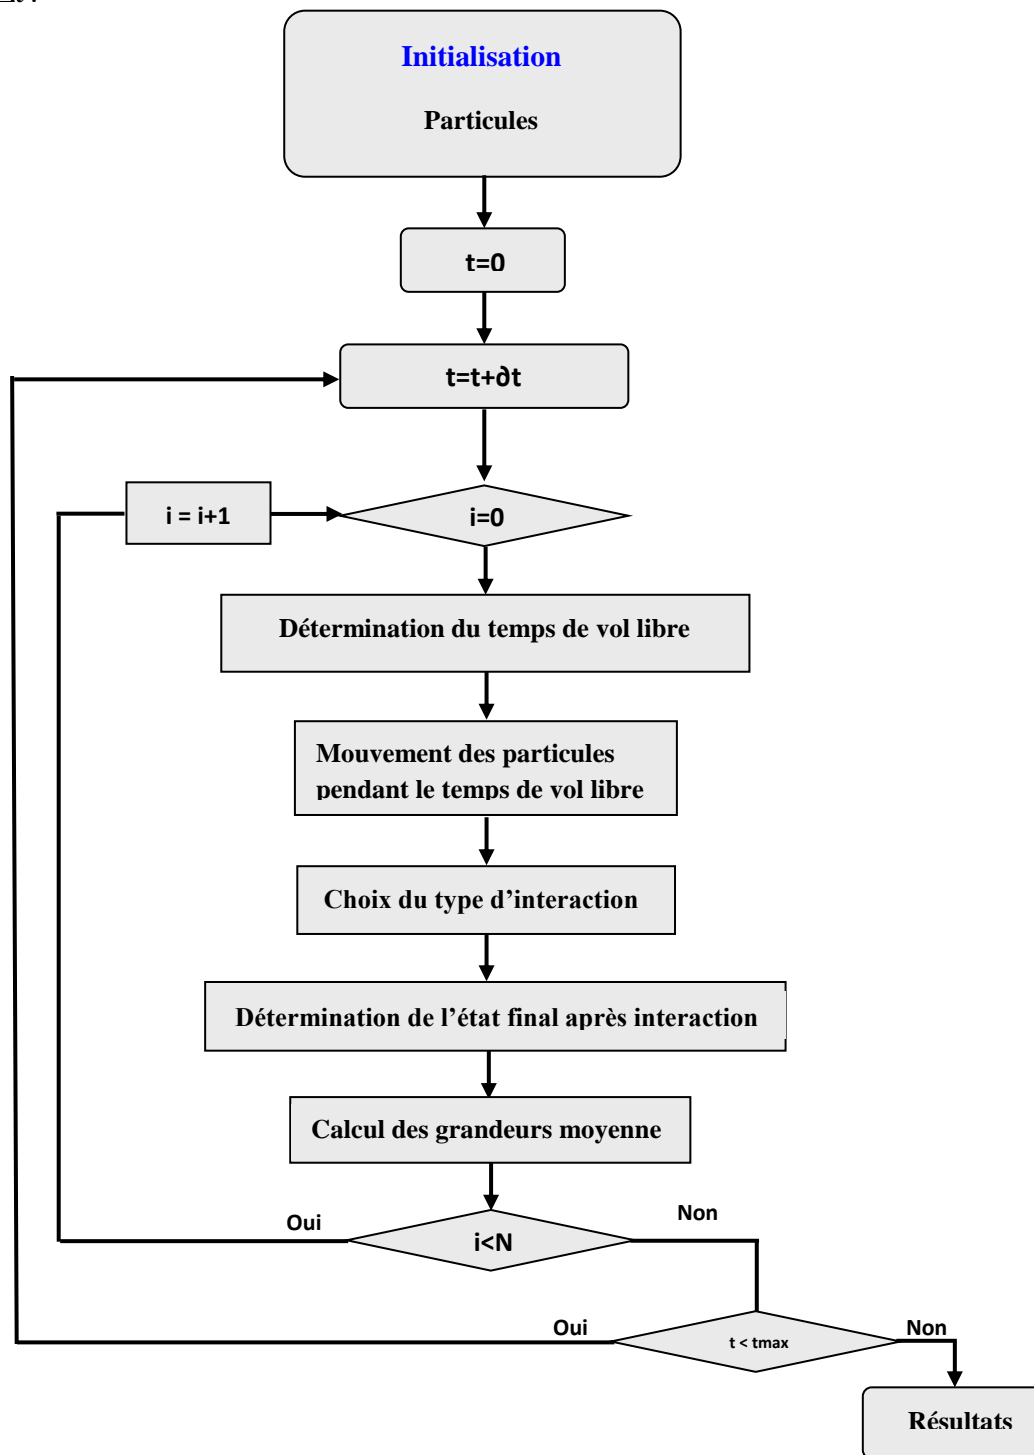 Initialisation
Particules
t=0
t=t+∂t
i = i+1
i=0
Détermination du temps de vol libre
Mouvement des particules
pendant le temps de vol libre
Choix du type d’interaction
Détermination de l’état final après interaction
Calcul des grandeurs moyenne
Oui
i<N
Non
Oui
t < tmax
Non
Résultats